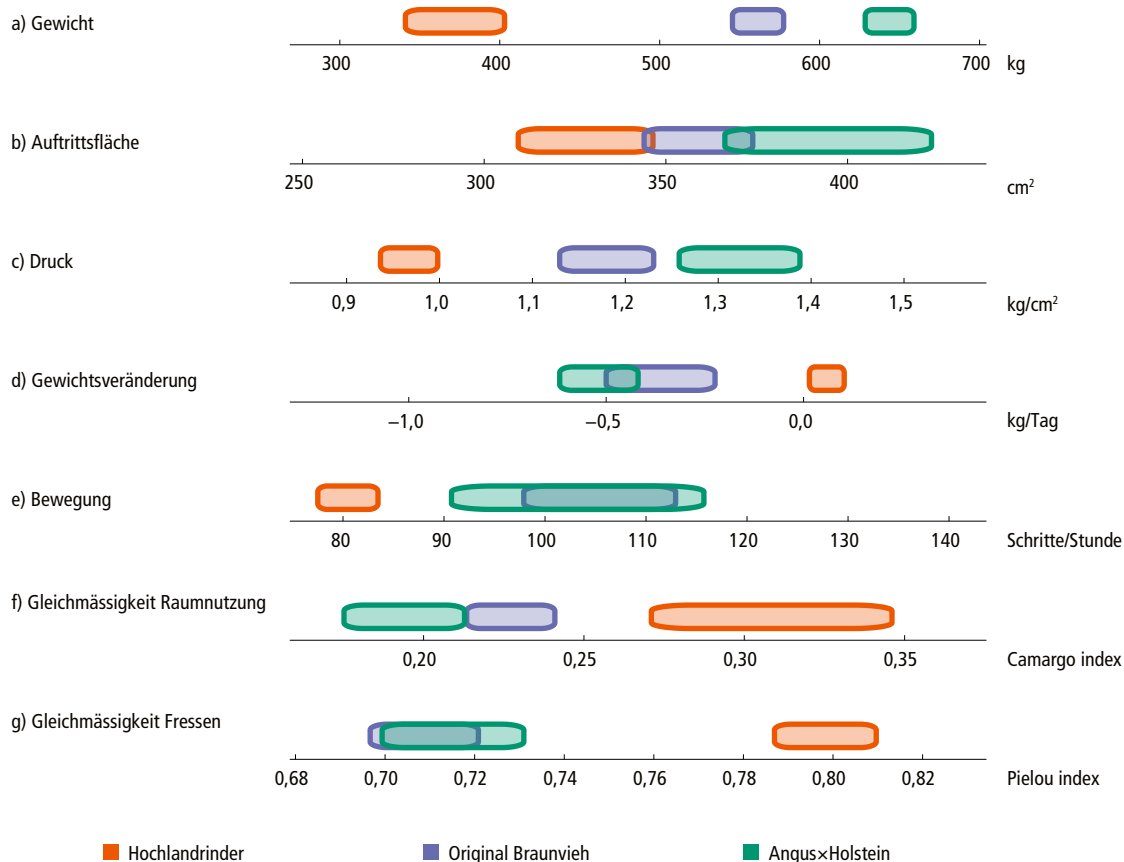 a) Gewicht
300 400 500 600 700 kg
b) Auftrittsfläche
250 300 350 400 cm²
c) Druck
0,9 1,0 1,1 1,2 1,3 1,4 1,5 kg/cm²
d) Gewichtsveränderung
–1,0 –0,5 0,0 kg/Tag
e) Bewegung
80 90 100 110 120 130 140 Schritte/Stunde
f) Gleichmässigkeit Raumnutzung
0,20 0,25 0,30 0,35 Camargo index
g) Gleichmässigkeit Fressen
0,68 0,70 0,72 0,74 0,76 0,78 0,80 0,82 Pielou index
Hochlandrinder Original Braunvieh Angus×Holstein